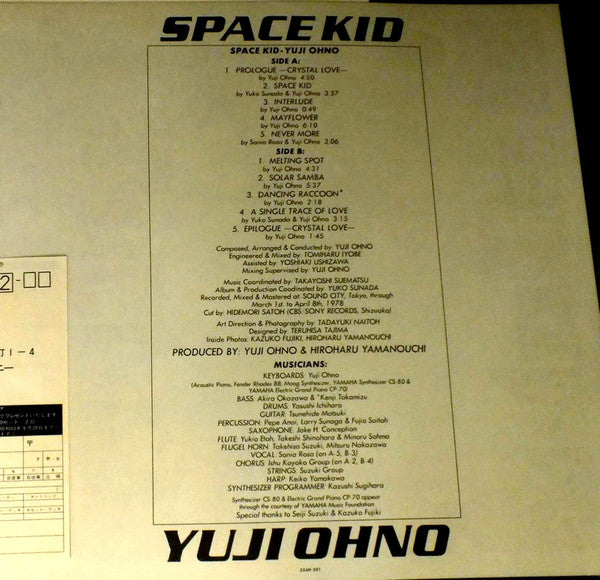 SPACE KID
SPACE KID - YUJI OHNO
SIDE A:
1. PROLOGUE —CRYSTAL LOVE—
by Yuji Ohno 4:50
2. SPACE KID
by Yuko Sunada & Yuji Ohno 3:37
3. INTERLUDE
by Yuji Ohno 0:49
4. MAYFLOWER
by Yuji Ohno 6:10
5. NEVER MORE
by Sonia Rosa & Yuji Ohno 3:06
SIDE B:
1. MELTING SPOT
by Yuji Ohno 4:31
2. SOLAR SAMBA
by Yuji Ohno 5:37
3. DANCING RACCOON*
by Yuji Ohno 2:18
4 A SINGLE TRACE OF LOVE
by Yuko Sunada & Yuji Ohno 3:15
5. EPILOGUE —CRYSTAL LOVE—
by Yuji Ohno 1:45
Composed, Arranged & Conducted by: YUJI OHNO
Engineered & Mixed by: TOMIHARU IYOBE
Assisted by: YOSHIAKI USHIZAWA
Mixing Supervised by: YUJI OHNO
Music Coordinated by: TAKAYOSHI SUEMATSU
Album & Production Coodinated by: YUKO SUNADA
Recorded, Mixed & Mastered at: SOUND CITY, Tokyo, through
March 1st to April 8th, 1978
Cut by: HIDEMORI SATOH (CBS SONY RECORDS, Shizuoka)
Art Direction & Photography by: TADAYUKI NAITOH
Designed by: TERUHISA TAJIMA
Inside Photos: KAZUKO FUJIKI, HIROHARU YAMANOUCHI
PRODUCED BY: YUJI OHNO & HIROHARU YAMANOUCHI
MUSICIANS:
KEYBOARDS: Yuji Ohno
(Acoustic Piano, Fender Rhodes 88, Moog Synthesizer, YAMAHA Synthesizer CS-80 &
YAMAHA Electric Grand Piano CP-70)
BASS: Akira Okazawa & *Kenji Takamizu
DRUMS: Yasushi Ichihara
GUITAR: Tsunehide Matsuki
PERCUSSION: Pepe Anai, Larry Sunaga & Fujio Saitoh
SAXOPHONE: Jake H. Conception
FLUTE: Yukio Etoh, Takeshi Shinohara & Minoru Sohma
FLUGEL HORN: Takehisa Suzuki, Mitsuru Nakazawa
VOCAL: Sonia Rosa (on A-5, B-3)
CHORUS: Ishu Kayoko Group (on A-2, B-4)
STRINGS: Suzuki Group
HARP: Keiko Yamakawa
SYNTHESIZER PROGRAMMER: Kazushi Sugihara
Synthesizer CS-80 & Electric Grand Piano CP-70 appear
through the courtesy of YAMAHA Music Foundation
Special thanks to Seiji Suzuki & Kazuko Fujiki
YUJI OHNO
20AH 501
2-
1-4